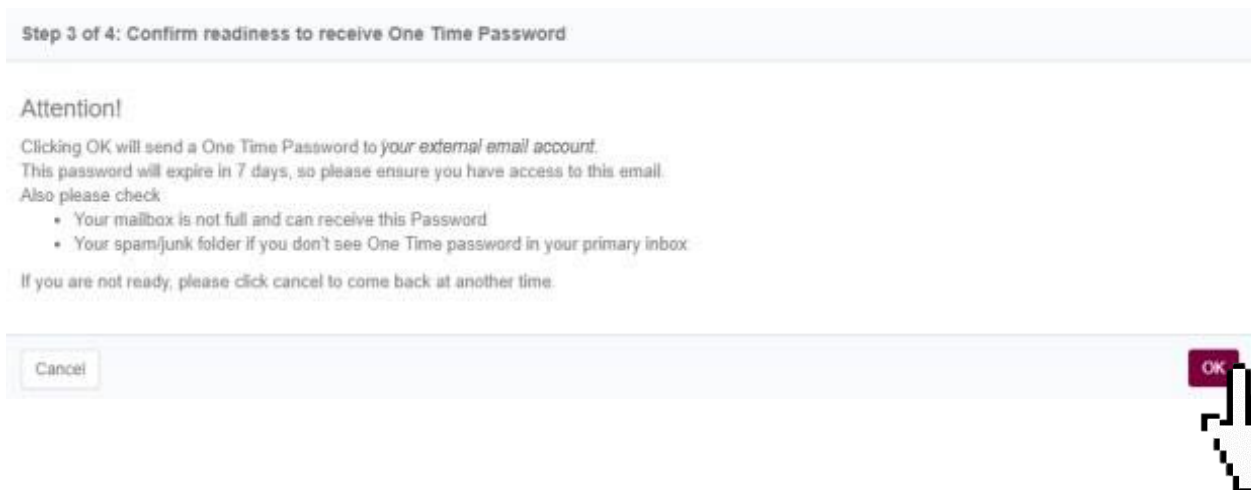 Step 3 of 4: Confirm readiness to receive One Time Password
Attention!
Clicking OK will send a One Time Password to your external email account.
This password will expire in 7 days, so please ensure you have access to this email.
Also please check
• Your mailbox is not full and can receive this Password
• Your spam/junk folder if you don't see One Time password in your primary inbox
If you are not ready, please click cancel to come back at another time.
Cancel
OK